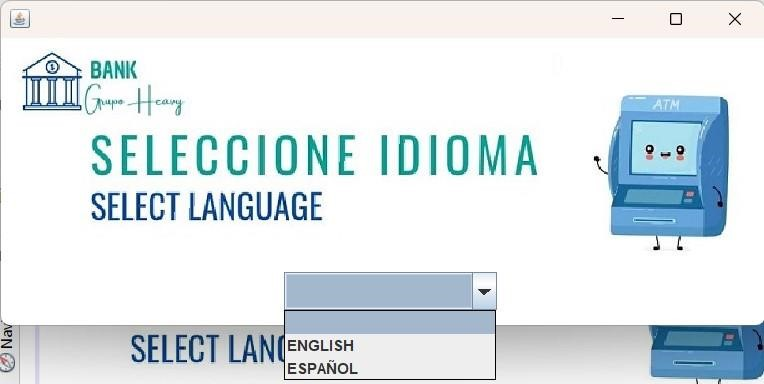 BANK
Grupo Heavy
ATM
SELECCIONE IDIOMA
SELECT LANGUAGE
ENGLISH
ESPAÑOL
Nav
SELECT LANG